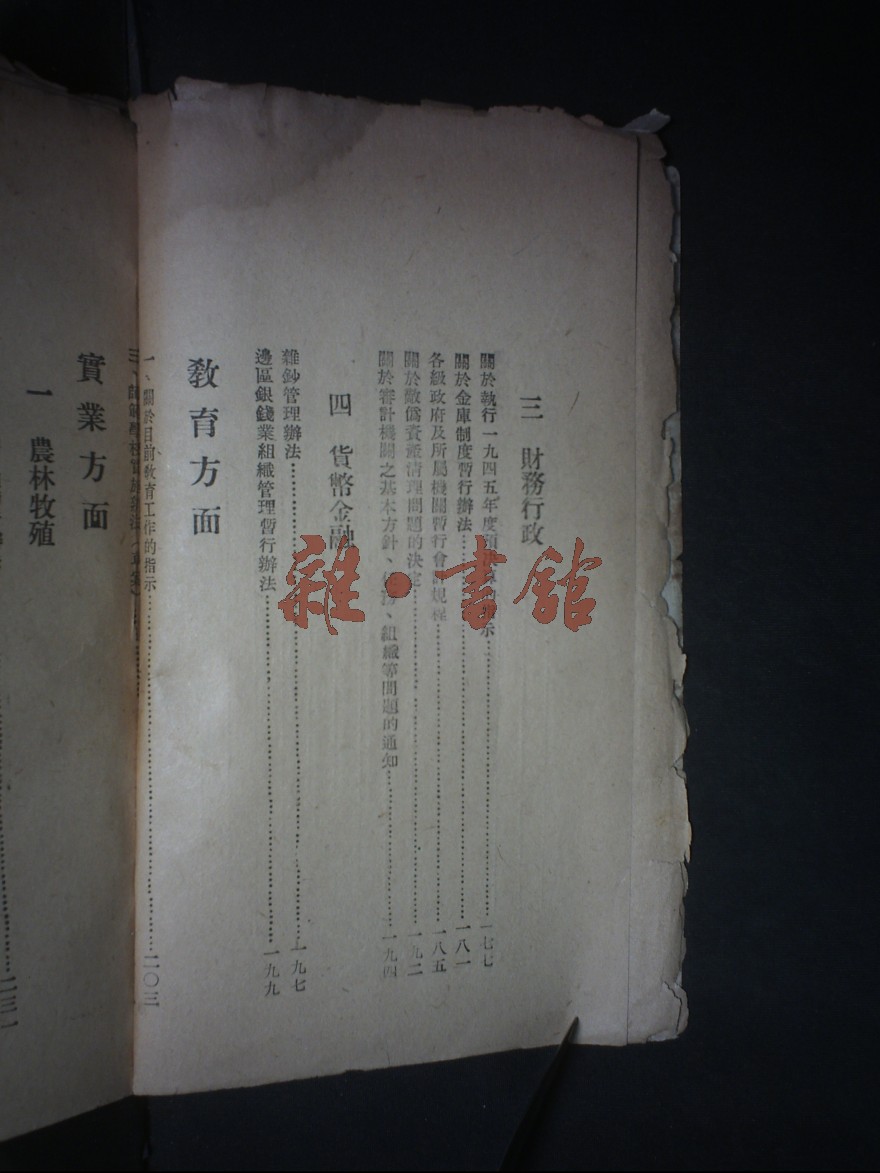 三 財務行政
關於執行一九四五年度 示……一七七
關於金庫制度暫行辦法……一八一
各級政府及所屬機關暫行會計規程……一八五
關於敵僞資產清理問題的決定……一九二
關於審計機關之基本方針、 務、組織等問題的通知……一九四
四 貨幣金融
雜鈔管理辦法……一九七
邊區銀錢業組織管理暫行辦法……一九九
教育方面
一、關於目前教育工作的指示……二〇三
實業方面
一 農林牧殖
雜·書館